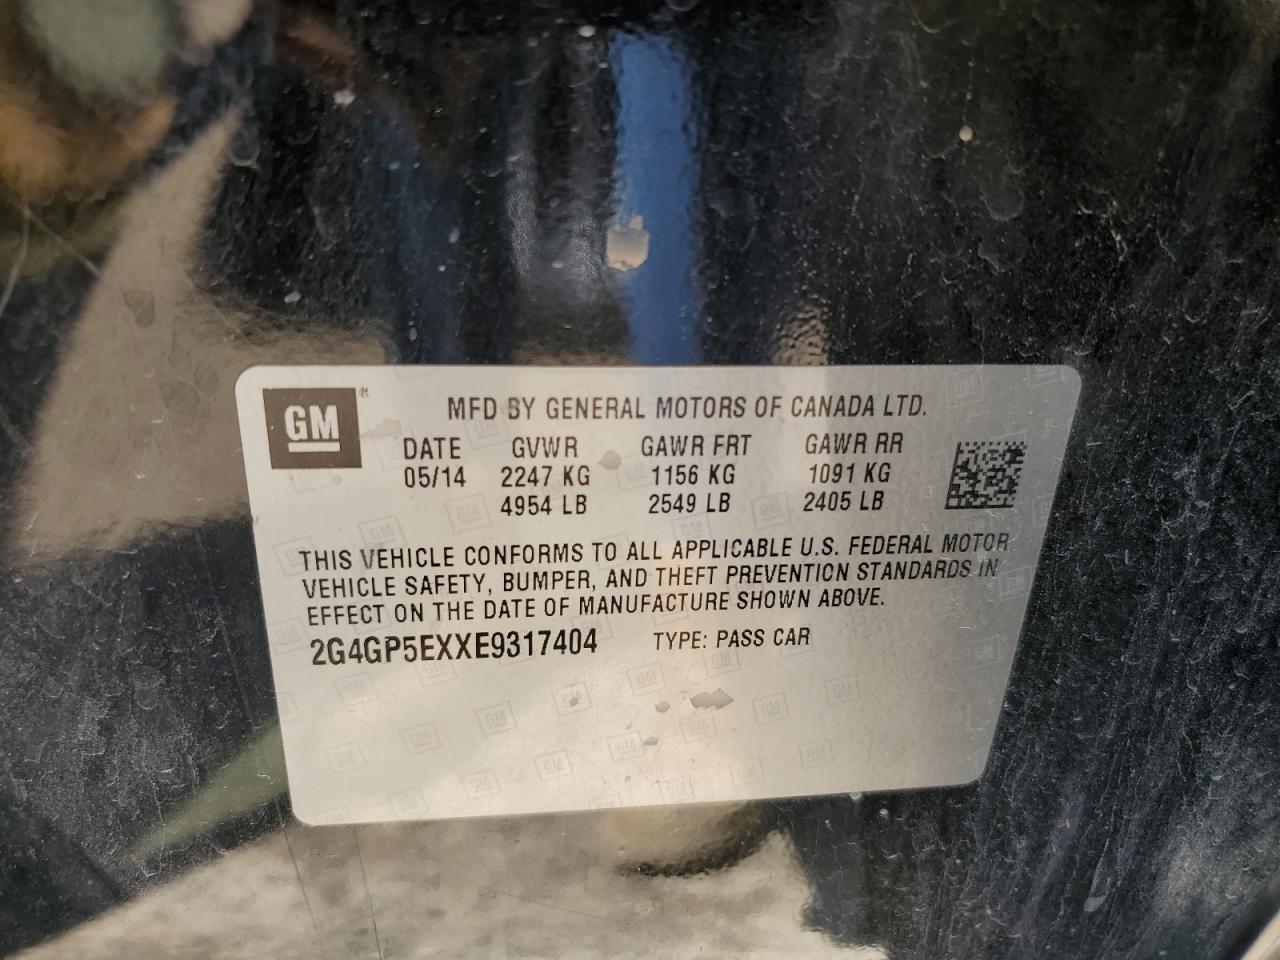 GM ®
MFD BY GENERAL MOTORS OF CANADA LTD.
DATE GVWR GAWR FRT GAWR RR
05/14 2247 KG 1156 KG 1091 KG
4954 LB 2549 LB 2405 LB
THIS VEHICLE CONFORMS TO ALL APPLICABLE U.S. FEDERAL MOTOR
VEHICLE SAFETY, BUMPER, AND THEFT PREVENTION STANDARDS IN
EFFECT ON THE DATE OF MANUFACTURE SHOWN ABOVE.
2G4GP5EXXE9317404 TYPE: PASS CAR